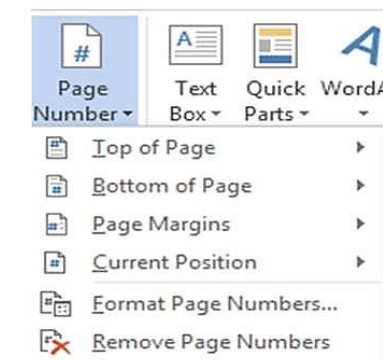 Page Number
Text Box
Quick Parts
WordA
Top of Page
Bottom of Page
Page Margins
Current Position
Format Page Numbers...
Remove Page Numbers